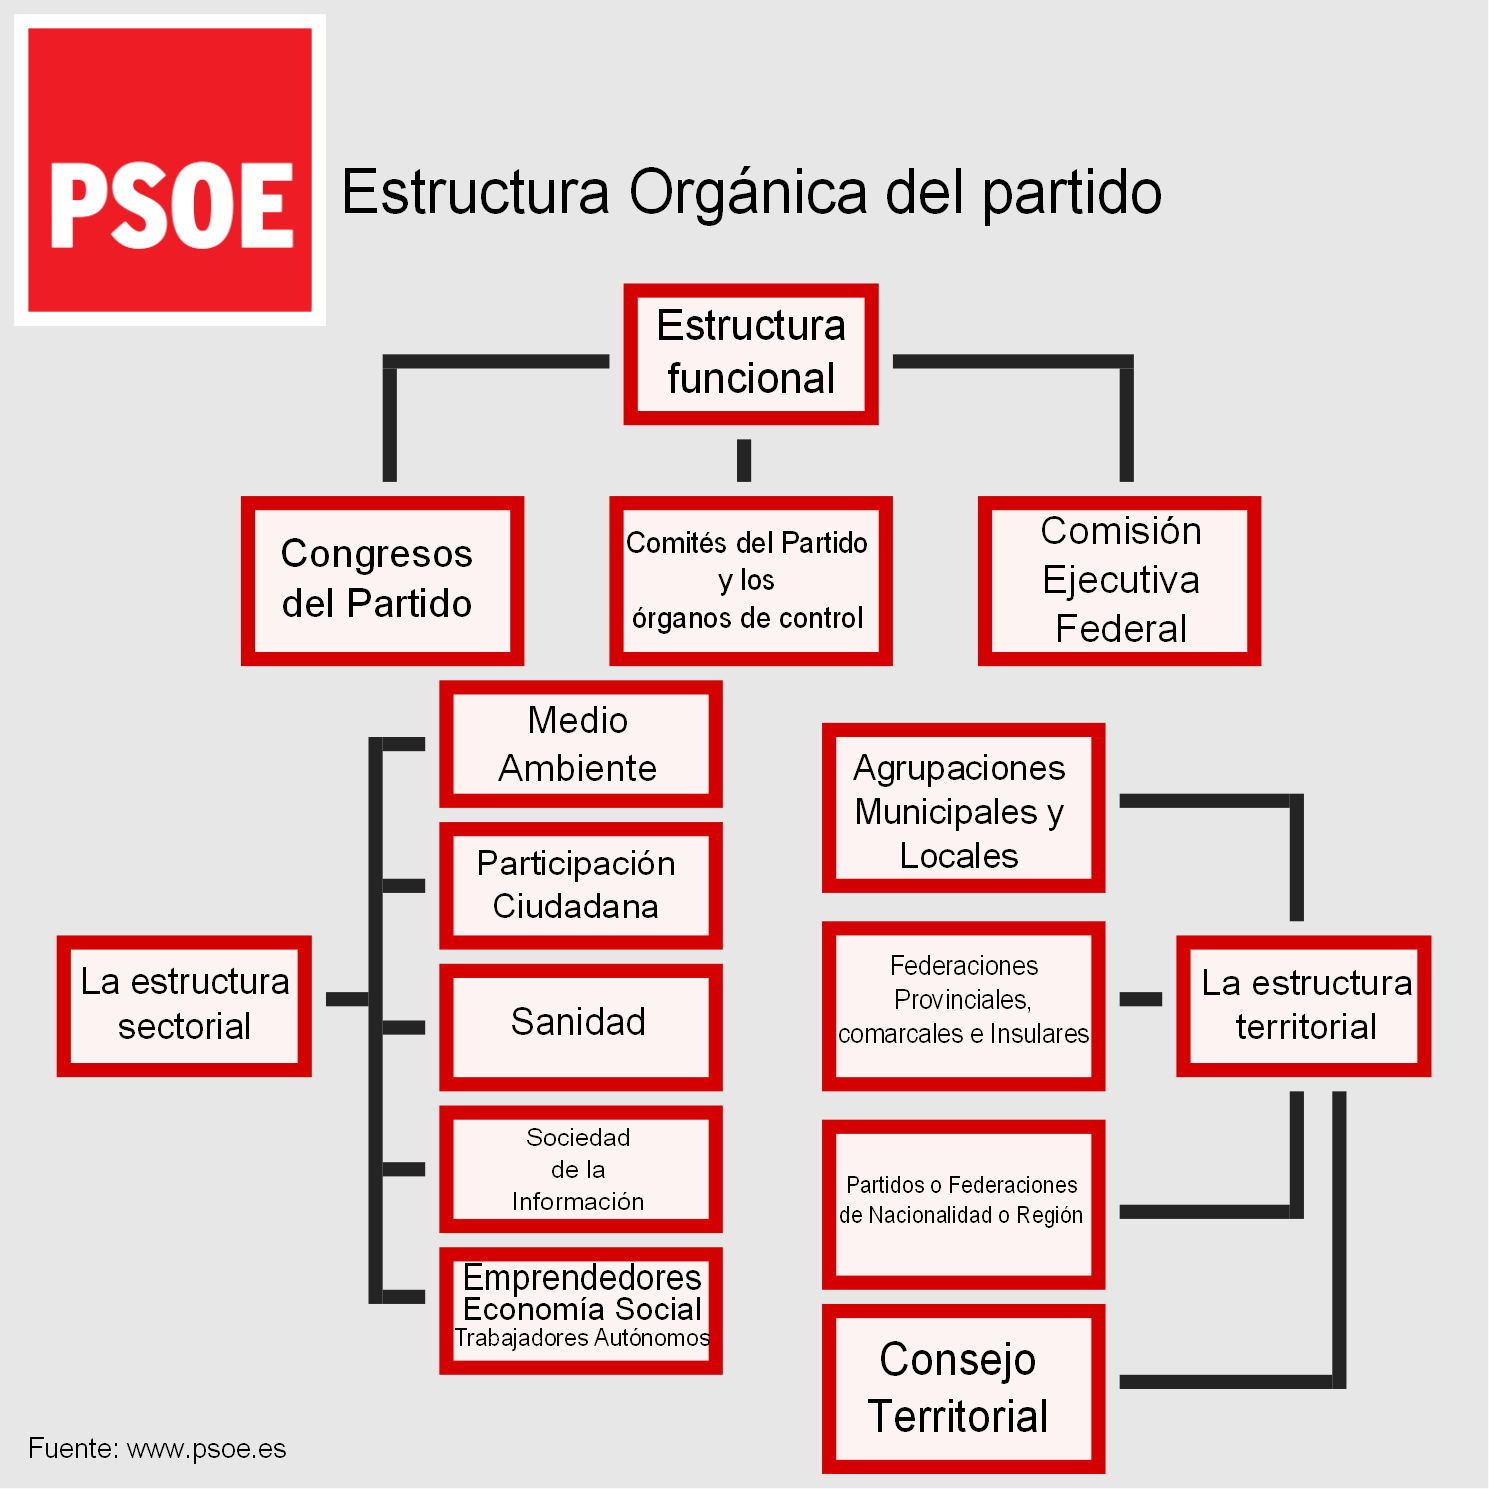 PSOE
Estructura Orgánica del partido
Estructura
funcional
Congresos
del Partido
Comités del Partido
y los
órganos de control
Comisión
Ejecutiva
Federal
La estructura
sectorial
Medio
Ambiente
Participación
Ciudadana
Sanidad
Sociedad
de la
Información
Emprendedores
Economía Social
Trabajadores Autónomos
Agrupaciones
Municipales y
Locales
Federaciones
Provinciales,
comarcales e Insulares
Partidos o Federaciones
de Nacionalidad o Región
Consejo
Territorial
La estructura
territorial
Fuente: www.psoe.es